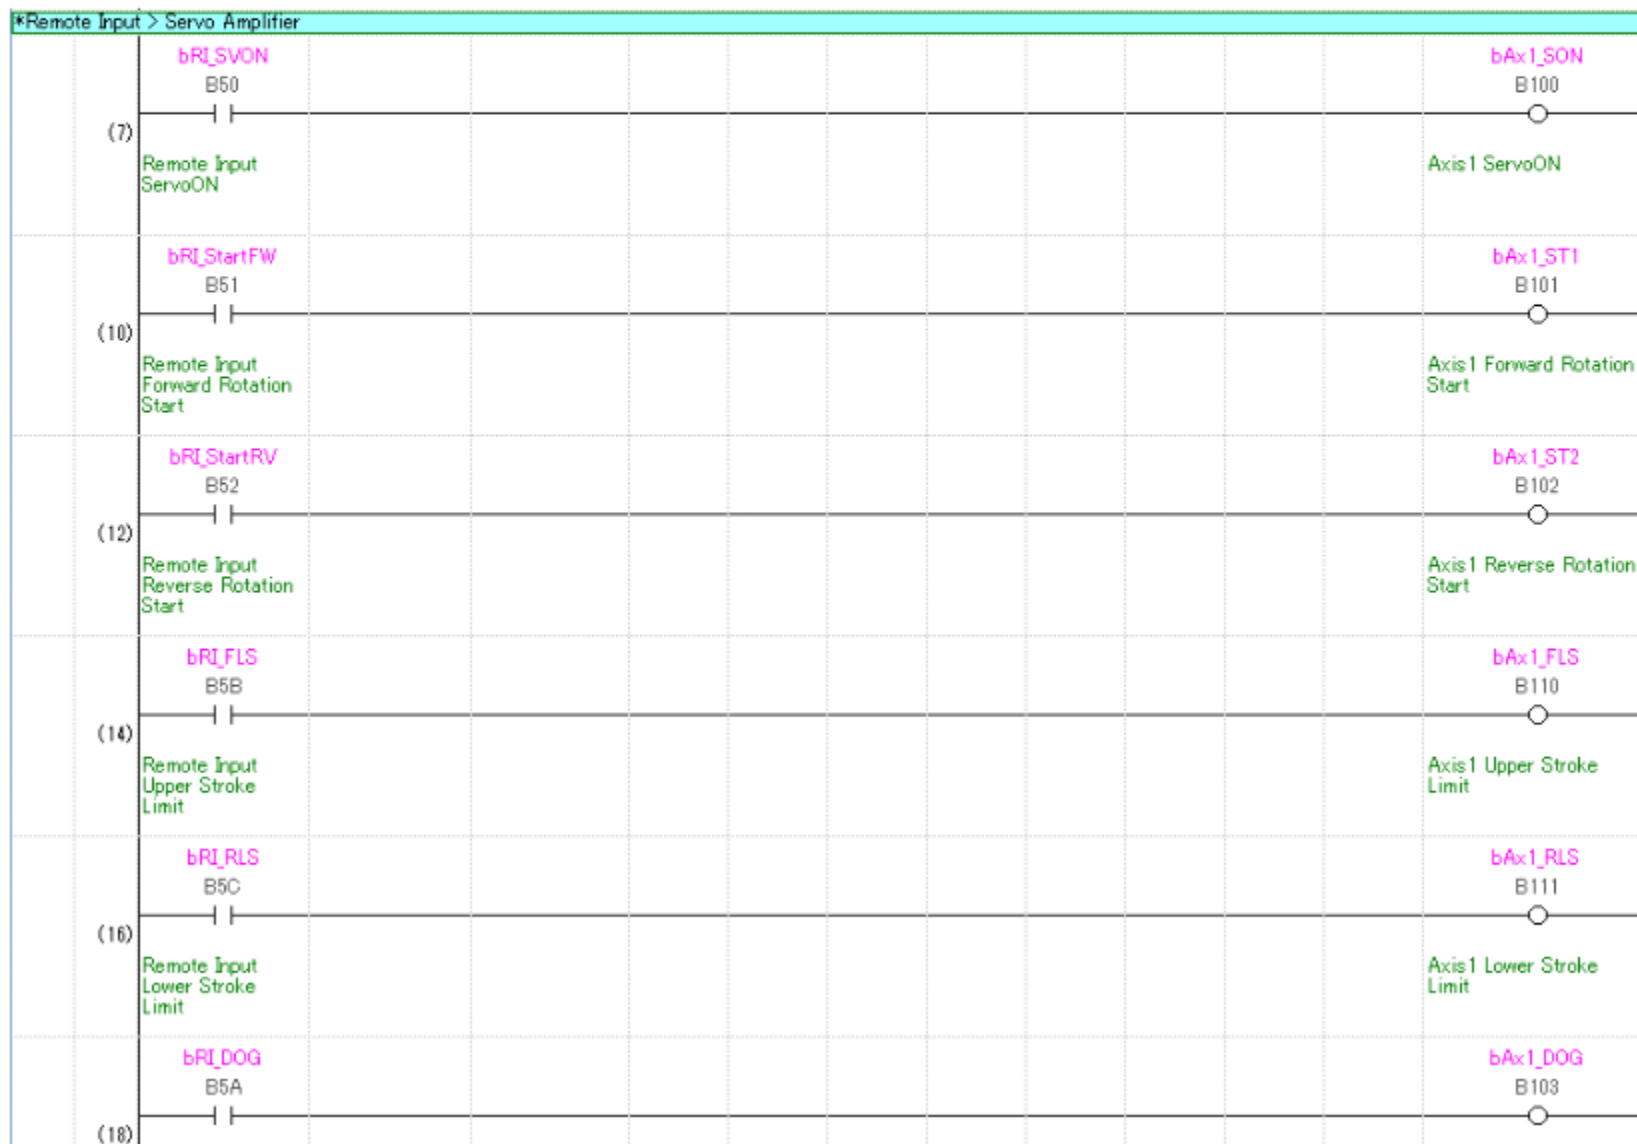 *Remote Input > Servo Amplifier
bRI_SVON bAx1_SON
B50 B100
(7)
Remote Input Axis1 ServoON
ServoON
bRI_StartFW bAx1_ST1
B51 B101
(10)
Remote Input Axis1 Forward Rotation
Forward Rotation Start
Start
bRI_StartRV bAx1_ST2
B52 B102
(12)
Remote Input Axis1 Reverse Rotation
Reverse Rotation Start
Start
bRI_FLS bAx1_FLS
B5B B110
(14)
Remote Input Axis1 Upper Stroke
Upper Stroke Limit
Limit
bRI_RLS bAx1_RLS
B5C B111
(16)
Remote Input Axis1 Lower Stroke
Lower Stroke Limit
Limit
bRI_DOG bAx1_DOG
B5A B103
(18)